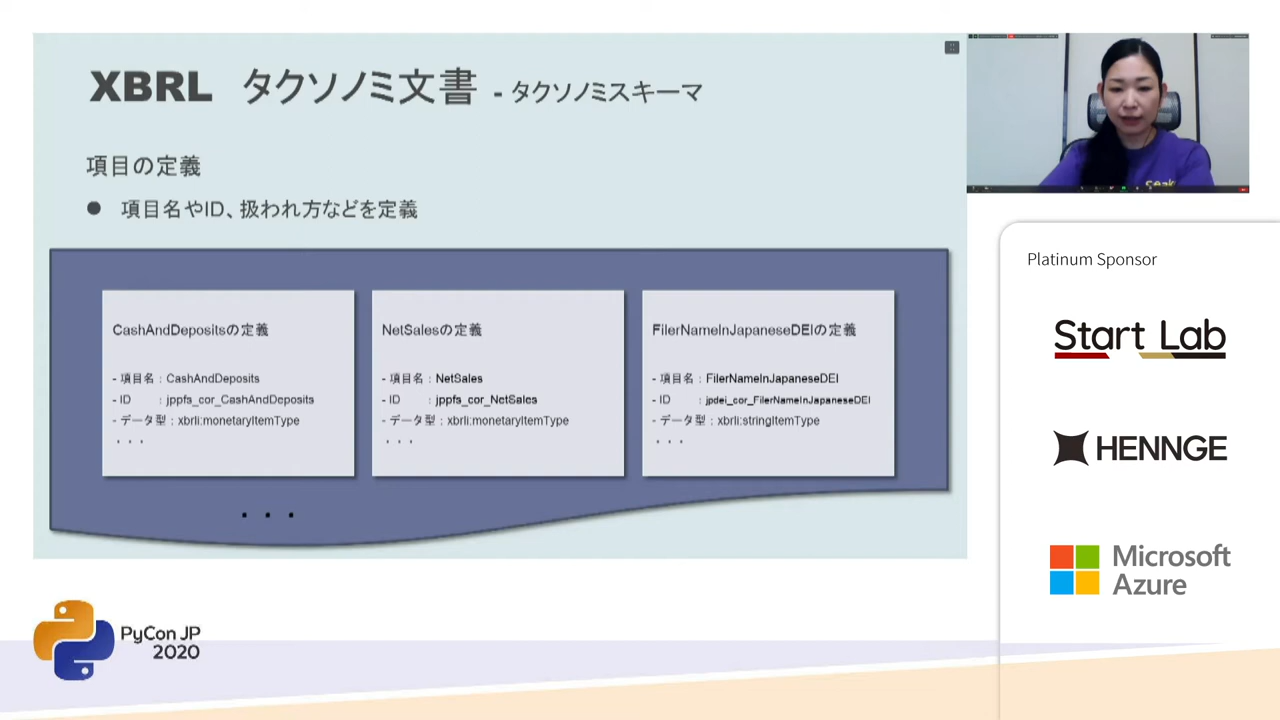 XBRL タクソノミ文書 - タクソノミスキーマ
項目の定義
● 項目名やID、扱われ方などを定義
CashAndDepositsの定義
- 項目名：CashAndDeposits
- ID ：jppfs_cor_CashAndDeposits
- データ型：xbrli:monetaryItemType
・・・
NetSalesの定義
- 項目名：NetSales
- ID ：jppfs_cor_NetSales
- データ型：xbrli:monetaryItemType
・・・
FilerNameInJapaneseDEIの定義
- 項目名：FilerNameInJapaneseDEI
- ID ：jpdei_cor_FilerNameInJapaneseDEI
- データ型：xbrli:stringItemType
・・・
・・・
Platinum Sponsor
Start Lab
HENNGE
Microsoft
Azure
PyCon JP
2020